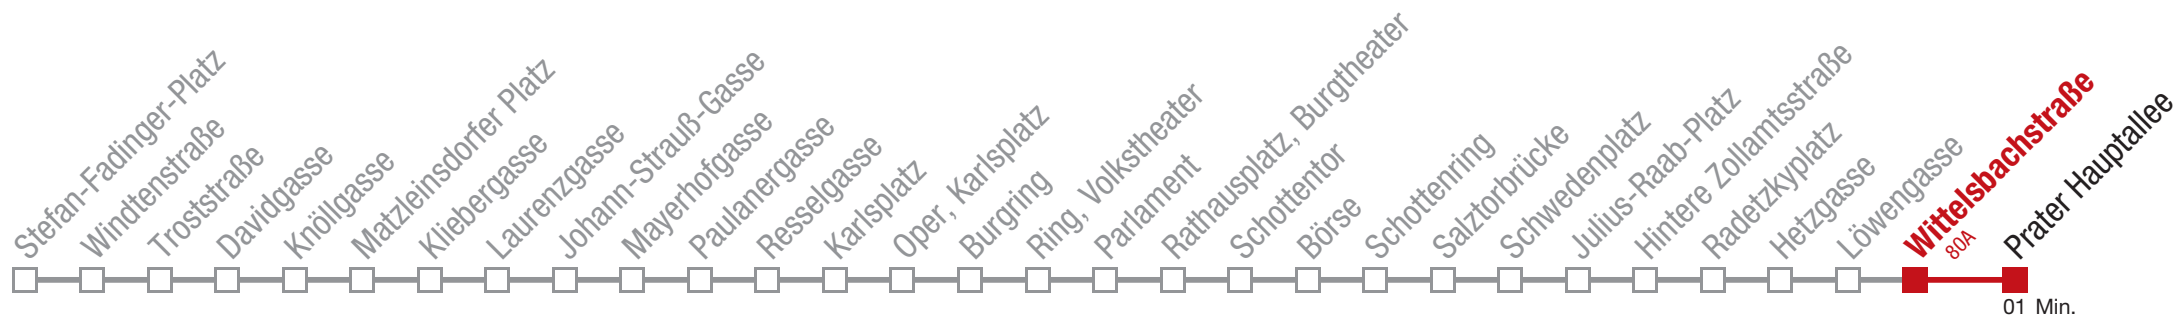 Stefan-Fadinger-Platz
Windtenstraße
Troststraße
Davidgasse
Knöllgasse
Matzleinsdorfer Platz
Kliebergasse
Laurenzgasse
Johann-Strauß-Gasse
Mayerhofgasse
Paulanergasse
Resselgasse
Karlsplatz
Oper, Karlsplatz
Burgring
Ring, Volkstheater
Parlament
Rathausplatz, Burgtheater
Schottentor
Börse
Schottenring
Salztorbrücke
Schwedenplatz
Julius-Raab-Platz
Hintere Zollamtsstraße
Radetzkyplatz
Hetzgasse
Löwengasse
Wittelsbachstraße
80A
Prater Hauptallee
01 Min.